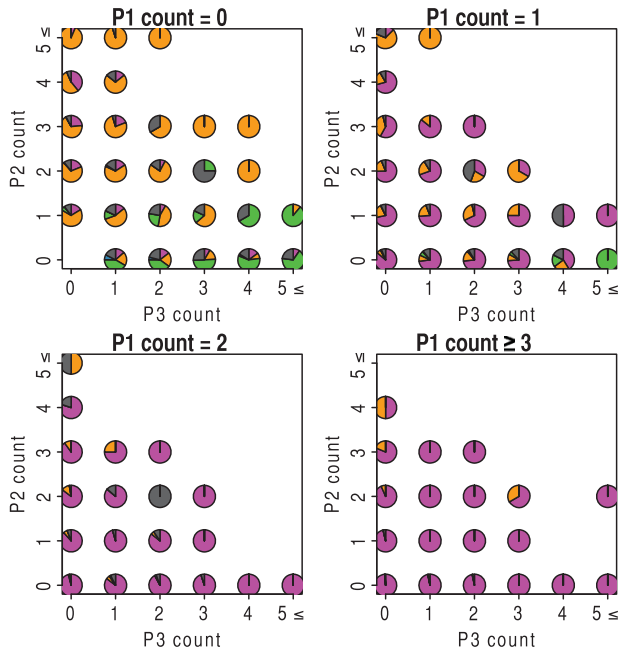 P1 count = 0
P2 count
5 ≤
4
3
2
1
0
0 1 2 3 4 5 ≤
P3 count
P1 count = 1
P2 count
5 ≤
4
3
2
1
0
0 1 2 3 4 5 ≤
P3 count
P1 count = 2
P2 count
5 ≤
4
3
2
1
0
0 1 2 3 4 5 ≤
P3 count
P1 count ≥ 3
P2 count
5 ≤
4
3
2
1
0
0 1 2 3 4 5 ≤
P3 count